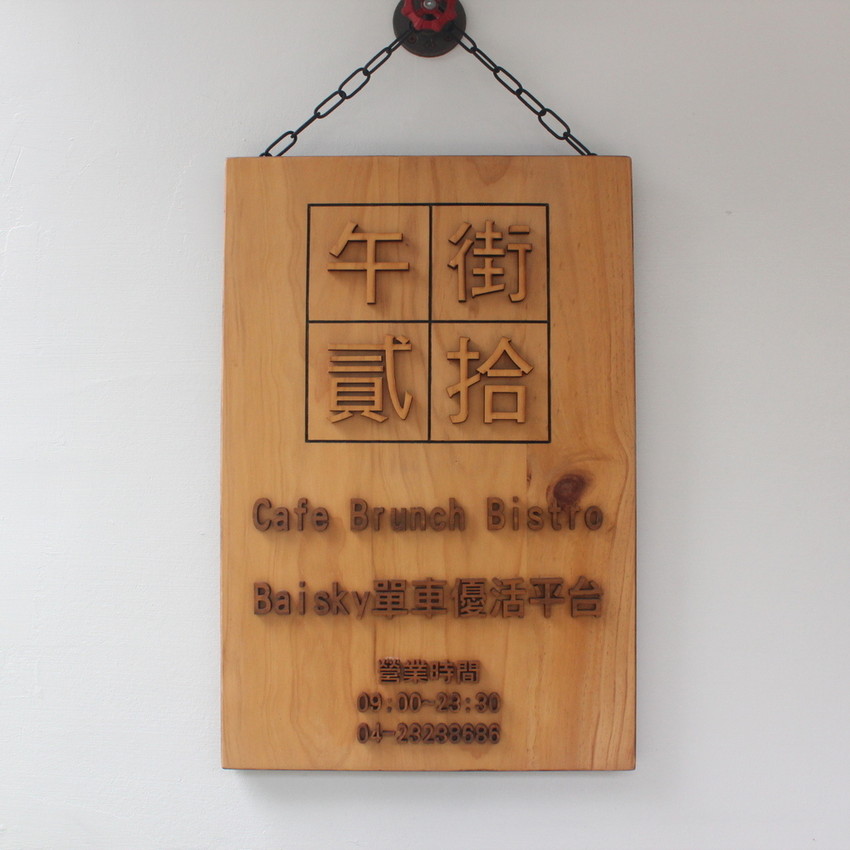 午街
貳拾
Cafe Brunch Bistro
Baisky單車優活平台
營業時間
09:00~23:30
04-23238686